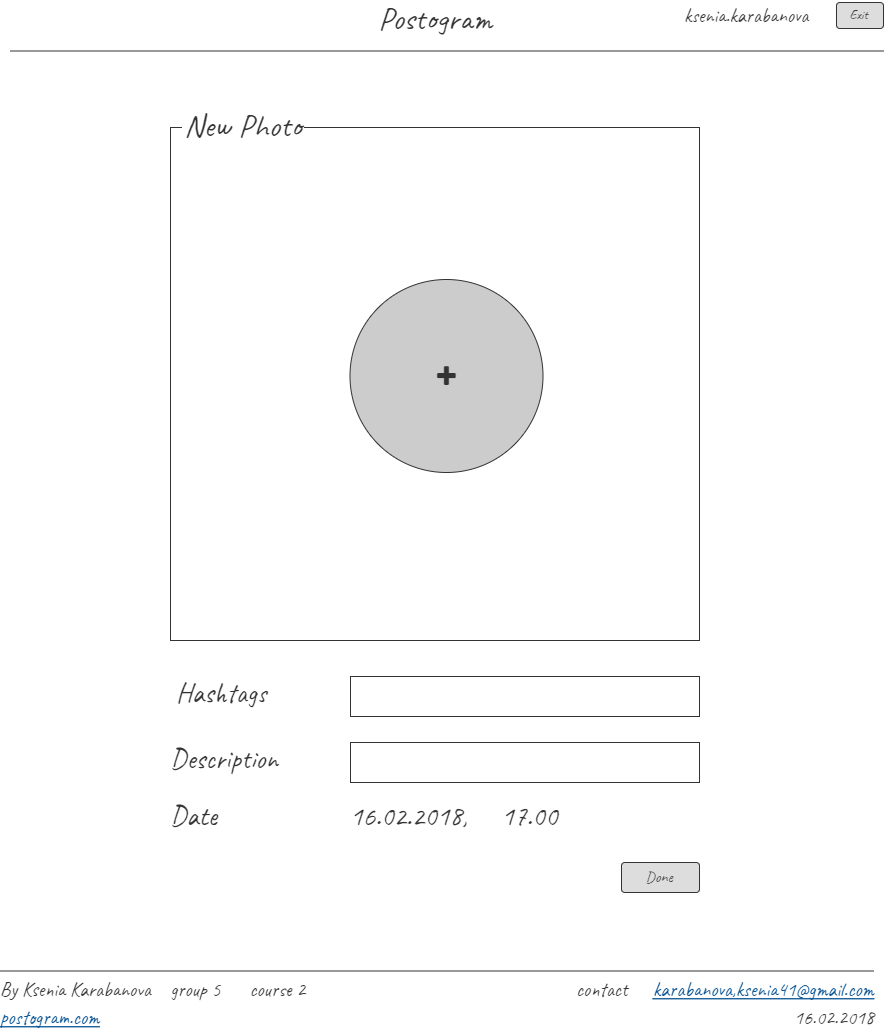 Postogram
ksenia.karabanova
Exit
New Photo
Hashtags
Description
Date 16.02.2018, 17.00
Done
By Ksenia Karabanova group 5 course 2 contact karabanova,ksenia41@gmail.com
postogram.com 16.02.2018